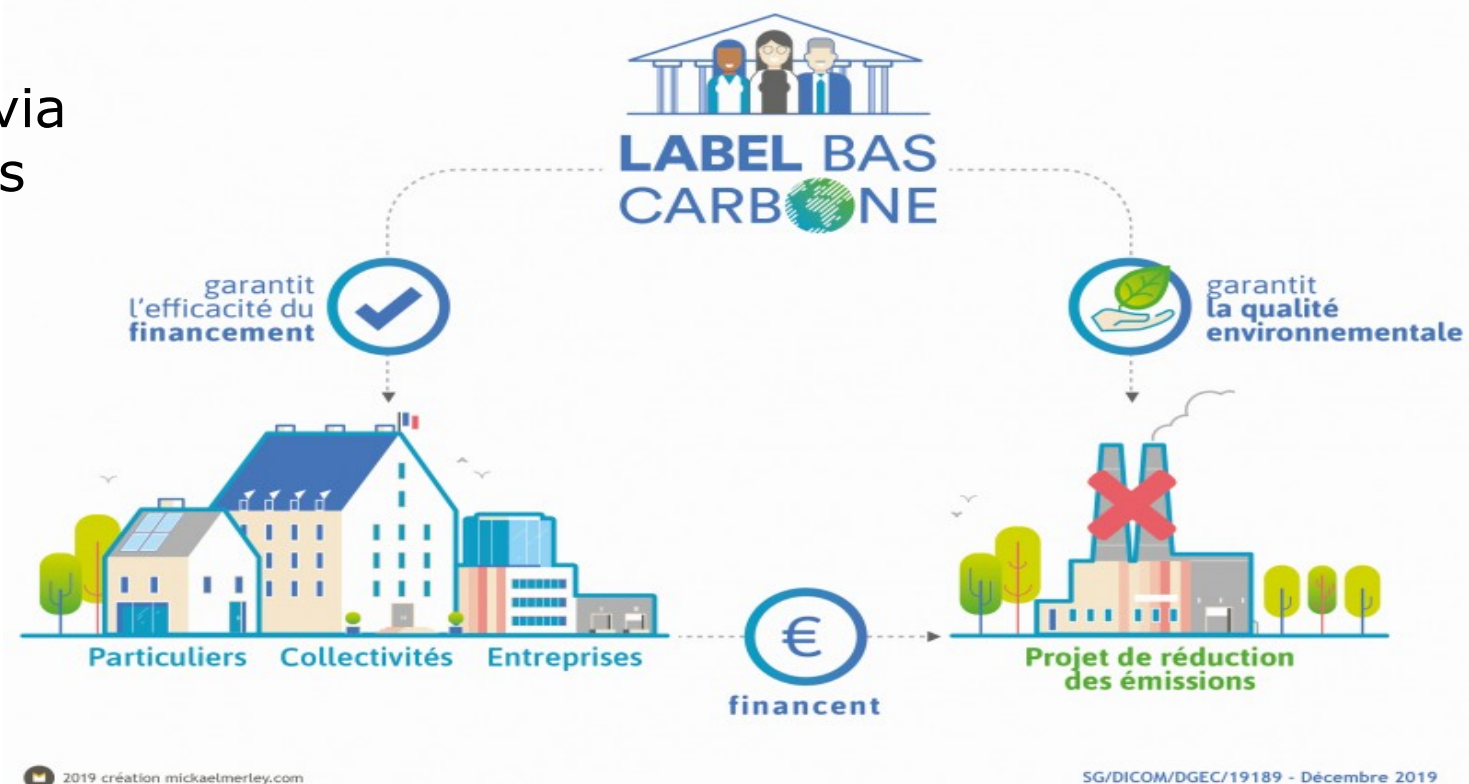 via
s
LABEL BAS
CARBONE
garantit
l'efficacité du
financement
garantit
la qualité
environnementale
Particuliers Collectivités Entreprises
€
financent
Projet de réduction
des émissions
2019 création mickaelmerley.com
SG/DICOM/DGEC/19189 - Décembre 2019